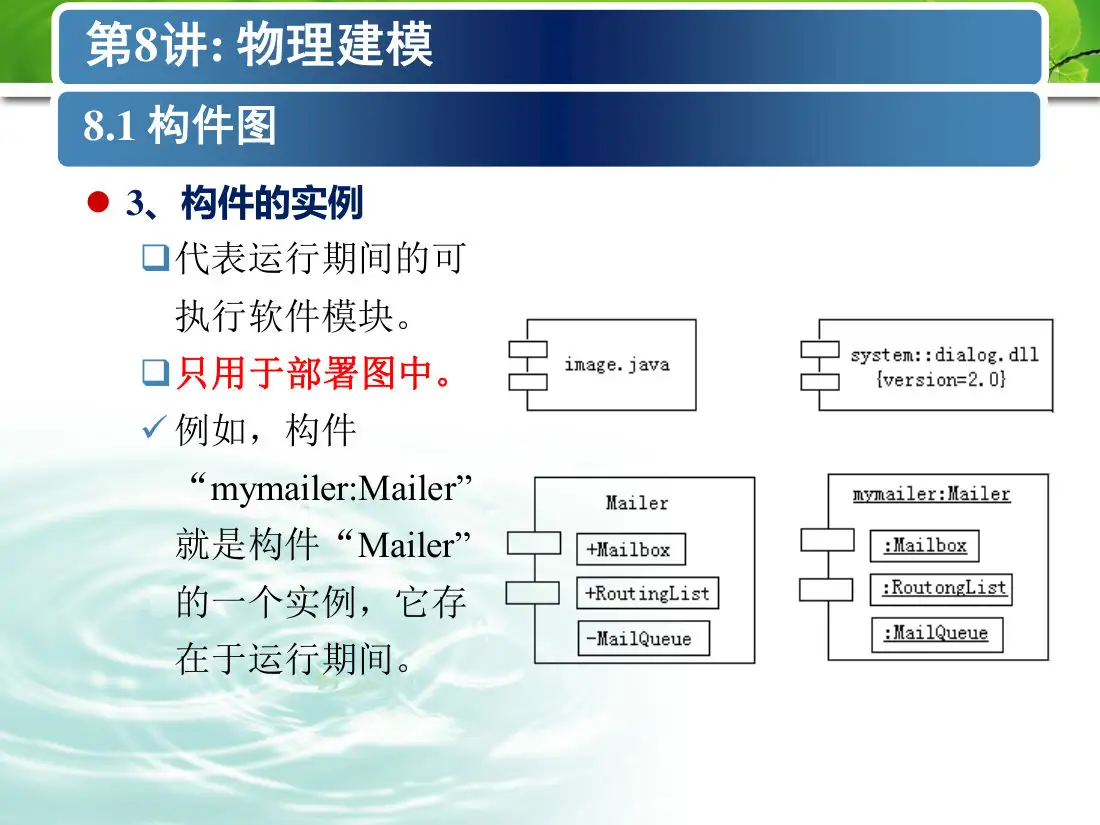 第8讲: 物理建模
8.1 构件图
3、构件的实例
代表运行期间的可
执行软件模块。
只用于部署图中。
例如，构件
“mymailer:Mailer”
就是构件“Mailer”
的一个实例，它存
在于运行期间。
image.java
system::dialog.dll
{version=2.0}
Mailer
+Mailbox
+RoutingList
-MailQueue
mymailer:Mailer
:Mailbox
:RoutongList
:MailQueue